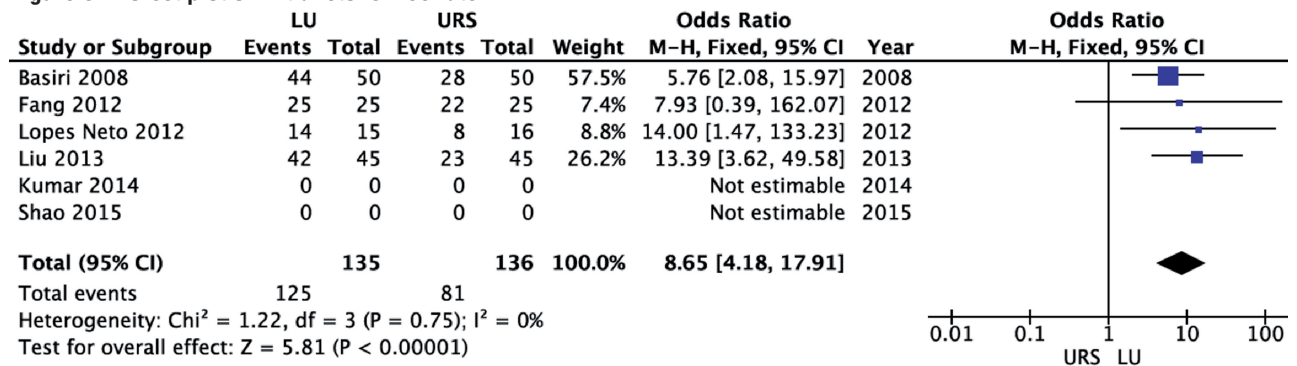 LU URS Odds Ratio Odds Ratio
Study or Subgroup Events Total Events Total Weight M-H, Fixed, 95% CI Year M-H, Fixed, 95% CI
Basiri 2008 44 50 28 50 57.5% 5.76 [2.08, 15.97] 2008
Fang 2012 25 25 22 25 7.4% 7.93 [0.39, 162.07] 2012
Lopes Neto 2012 14 15 8 16 8.8% 14.00 [1.47, 133.23] 2012
Liu 2013 42 45 23 45 26.2% 13.39 [3.62, 49.58] 2013
Kumar 2014 0 0 0 0 Not estimable 2014
Shao 2015 0 0 0 0 Not estimable 2015
Total (95% CI) 135 136 100.0% 8.65 [4.18, 17.91]
Total events 125 81
Heterogeneity: Chi² = 1.22, df = 3 (P = 0.75); I² = 0%
Test for overall effect: Z = 5.81 (P < 0.00001)
0.01 0.1 1 10 100
URS LU